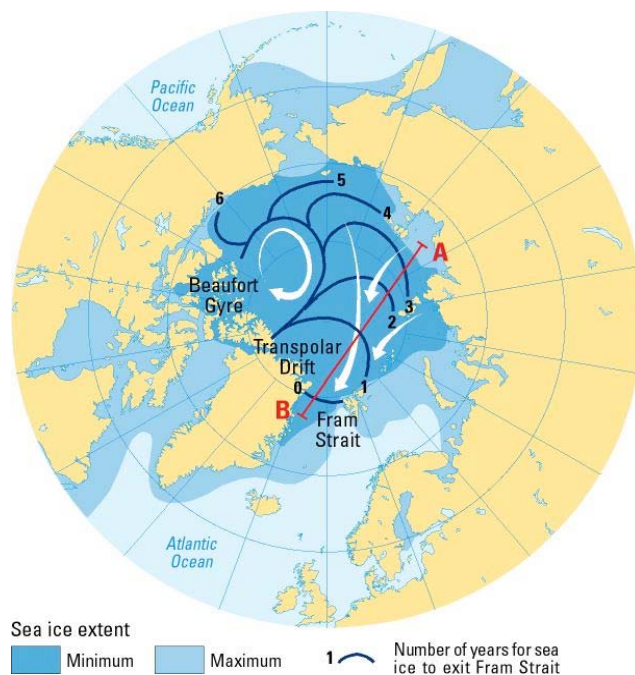 Pacific
Ocean
5
6
4
A
Beaufort
Gyre
3
2
Transpolar
Drift
0
1
B
Fram
Strait
Atlantic
Ocean
Sea ice extent
Minimum
Maximum
1
Number of years for sea
ice to exit Fram Strait